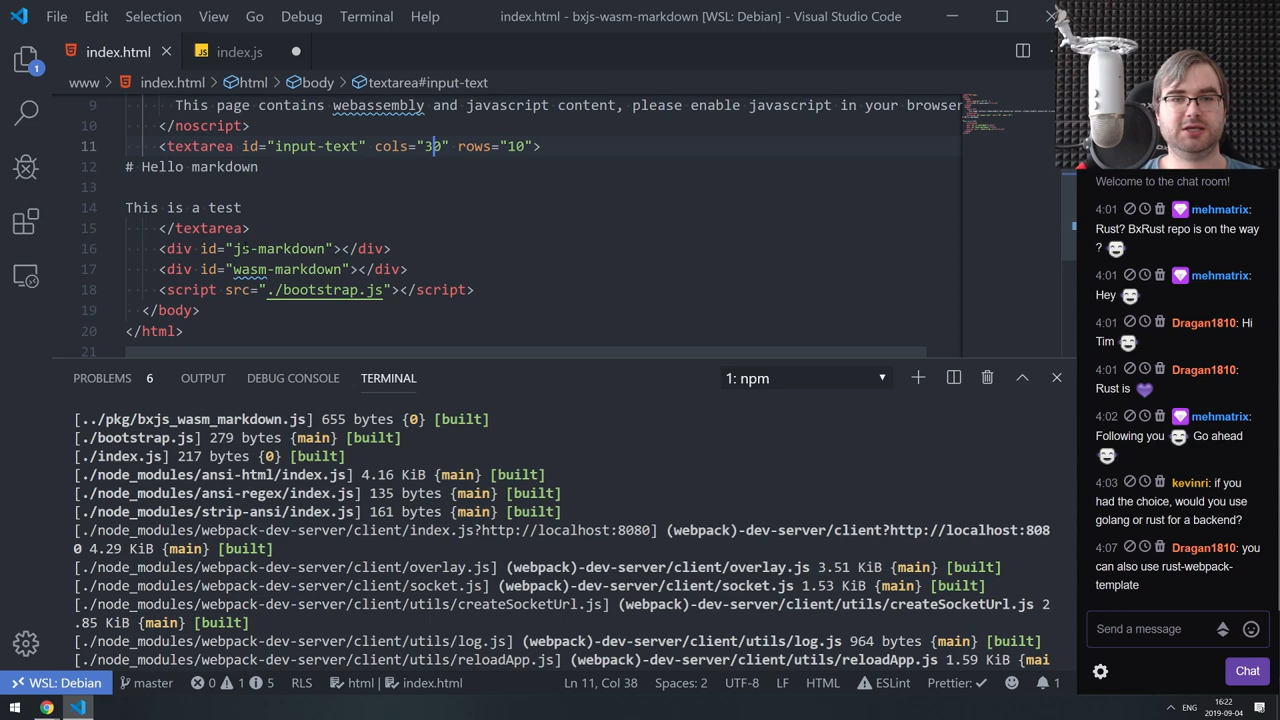 File Edit Selection View Go Debug Terminal Help index.html - bxjs-wasm-markdown [WSL: Debian] - Visual Studio Code
index.html index.js
www index.html html body textarea#input-text
1
9 This page contains webassembly and javascript content, please enable javascript in your browser
10 </noscript>
11 <textarea id="input-text" cols="30" rows="10">
12 # Hello markdown
13
14 This is a test
15 </textarea>
16 <div id="js-markdown"></div>
17 <div id="wasm-markdown"></div>
18 <script src="./bootstrap.js"></script>
19 </body>
20 </html>
21
PROBLEMS 6 OUTPUT DEBUG CONSOLE TERMINAL 1: npm
[../pkg/bxjs_wasm_markdown.js] 655 bytes {0} [built]
[./bootstrap.js] 279 bytes {main} [built]
[./index.js] 217 bytes {0} [built]
[./node_modules/ansi-html/index.js] 4.16 KiB {main} [built]
[./node_modules/ansi-regex/index.js] 135 bytes {main} [built]
[./node_modules/strip-ansi/index.js] 161 bytes {main} [built]
[./node_modules/webpack-dev-server/client/index.js?http://localhost:8080] (webpack)-dev-server/client?http://localhost:808
0 4.29 KiB {main} [built]
[./node_modules/webpack-dev-server/client/overlay.js] (webpack)-dev-server/client/overlay.js 3.51 KiB {main} [built]
[./node_modules/webpack-dev-server/client/socket.js] (webpack)-dev-server/client/socket.js 1.53 KiB {main} [built]
[./node_modules/webpack-dev-server/client/utils/createSocketUrl.js] (webpack)-dev-server/client/utils/createSocketUrl.js 2
.85 KiB {main} [built]
[./node_modules/webpack-dev-server/client/utils/log.js] (webpack)-dev-server/client/utils/log.js 964 bytes {main} [built]
[./node_modules/webpack-dev-server/client/utils/reloadApp.js] (webpack)-dev-server/client/utils/reloadApp.js 1.59 KiB {mai
WSL: Debian master 0 1 5 RLS html index.html Ln 11, Col 38 Spaces: 2 UTF-8 LF HTML ESLint Prettier: ✓ 1
Welcome to the chat room!
4:01 mehmatrix:
Rust? BxRust repo is on the way
?
4:01 mehmatrix:
Hey
4:01 Dragan1810: Hi
Tim
4:01 Dragan1810:
Rust is
4:02 mehmatrix:
Following you Go ahead
4:03 kevinri: if you
had the choice, would you use
golang or rust for a backend?
4:07 Dragan1810: you
can also use rust-webpack-
template
Send a message
Chat
ENG 16:22
2019-09-04